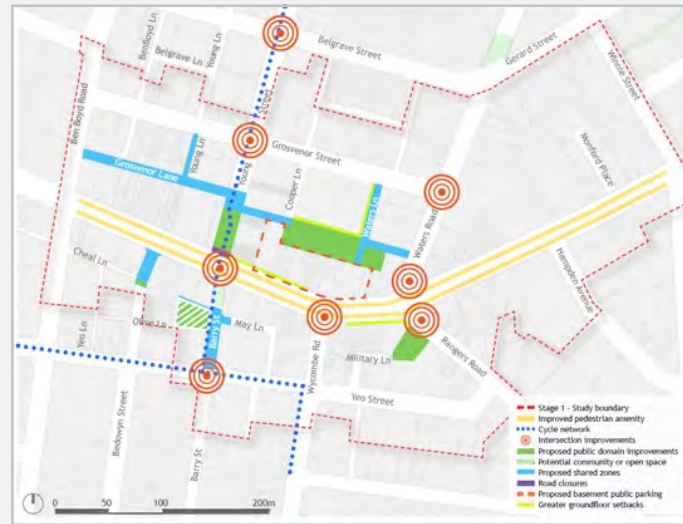 Belgrave Street
Gerard Street
Winnie Street
BenBoyd Ln
Belgrave Ln
Young Ln
Street
Ben Boyd Road
Grosvenor Street
Monford Place
Young Ln
Young
Grosvenor Lane
Cooper Ln
Waters Ln
Waters Road
Hampden Avenue
Cheal Ln
Yeo Ln
Olive Ln
Barry St
May Ln
Wycombe Rd
Military Ln
Rangers Road
Yeo Street
Bedowyn Street
Barry St
Stage 1 - Study boundary
Improved pedestrian amenity
Cycle network
Intersection improvements
Proposed public domain improvements
Potential community or open space
Proposed shared zones
Road closures
Proposed basement public parking
Greater groundfloor setbacks
0 50 100 200m